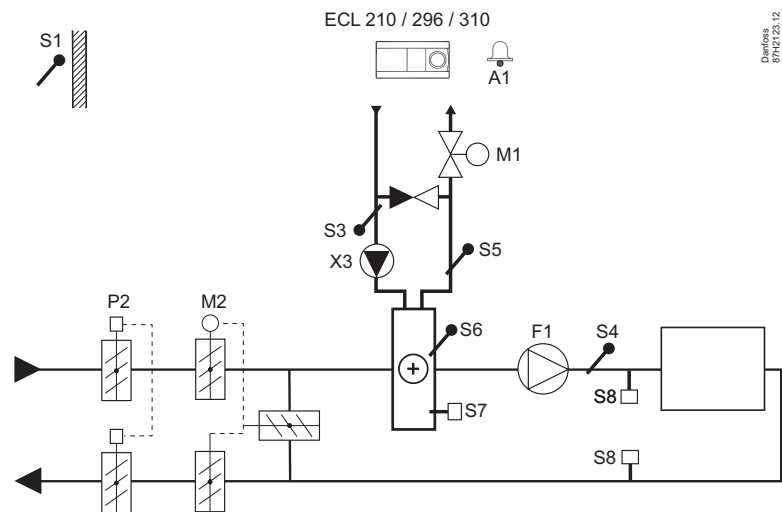 ECL 210 / 296 / 310
Danfoss
87H2123.12
S1
A1
M1
S3
S5
X3
P2
M2
S6
F1
S4
S8
S7
S8